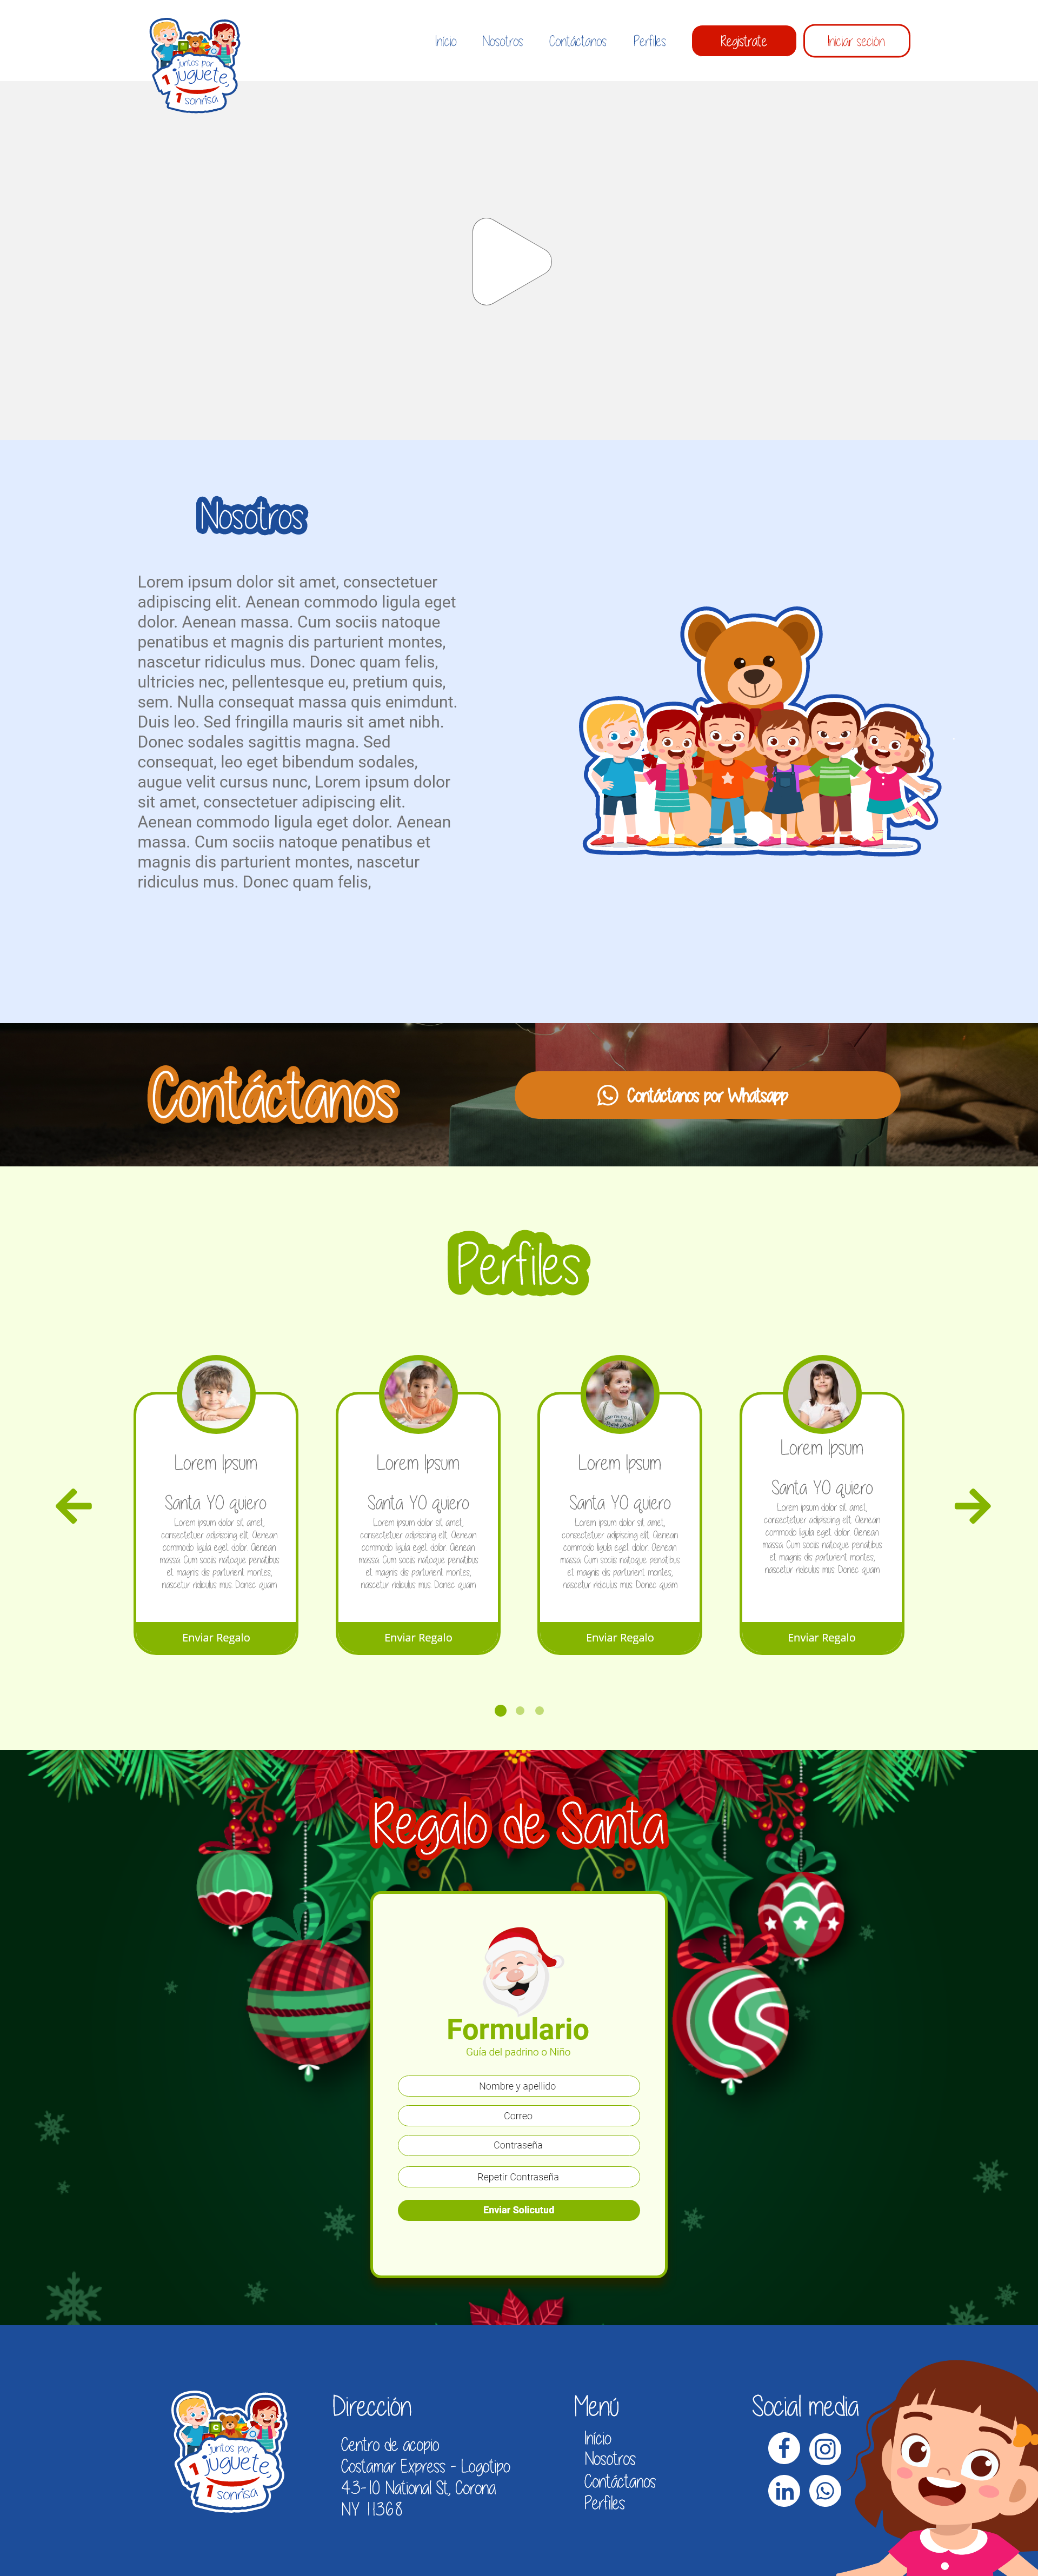 juntos por
1 juguete,
1 sonrisa
Início
Nosotros
Contáctanos
Perfiles
Registrate
Iniciar seción
Nosotros
Lorem ipsum dolor sit amet, consectetuer
adipiscing elit. Aenean commodo ligula eget
dolor. Aenean massa. Cum sociis natoque
penatibus et magnis dis parturient montes,
nascetur ridiculus mus. Donec quam felis,
ultricies nec, pellentesque eu, pretium quis,
sem. Nulla consequat massa quis enimdunt.
Duis leo. Sed fringilla mauris sit amet nibh.
Donec sodales sagittis magna. Sed
consequat, leo eget bibendum sodales,
augue velit cursus nunc, Lorem ipsum dolor
sit amet, consectetuer adipiscing elit.
Aenean commodo ligula eget dolor. Aenean
massa. Cum sociis natoque penatibus et
magnis dis parturient montes, nascetur
ridiculus mus. Donec quam felis,
Contáctanos
Contáctanos por Whatsapp
Perfiles
Lorem Ipsum
Santa YO quiero
Lorem ipsum dolor sit amet,
consectetuer adipiscing elit. Aenean
commodo ligula eget dolor. Aenean
massa. Cum sociis natoque penatibus
et magnis dis parturient montes,
nascetur ridiculus mus. Donec quam
Enviar Regalo
Lorem Ipsum
Santa YO quiero
Lorem ipsum dolor sit amet,
consectetuer adipiscing elit. Aenean
commodo ligula eget dolor. Aenean
massa. Cum sociis natoque penatibus
et magnis dis parturient montes,
nascetur ridiculus mus. Donec quam
Enviar Regalo
Lorem Ipsum
Santa YO quiero
Lorem ipsum dolor sit amet,
consectetuer adipiscing elit. Aenean
commodo ligula eget dolor. Aenean
massa. Cum sociis natoque penatibus
et magnis dis parturient montes,
nascetur ridiculus mus. Donec quam
Enviar Regalo
Lorem Ipsum
Santa YO quiero
Lorem ipsum dolor sit amet,
consectetuer adipiscing elit. Aenean
commodo ligula eget dolor. Aenean
massa. Cum sociis natoque penatibus
et magnis dis parturient montes,
nascetur ridiculus mus. Donec quam
Enviar Regalo
Regalo de Santa
Formulario
Guía del padrino o Niño
Nombre y apellido
Correo
Contraseña
Repetir Contraseña
Enviar Solicutud
juntos por
1 juguete,
1 sonrisa
Dirección
Centro de acopio
Costamar Express - Logotipo
43-10 National St, Corona
NY 11368
Menú
Início
Nosotros
Contáctanos
Perfiles
Social media